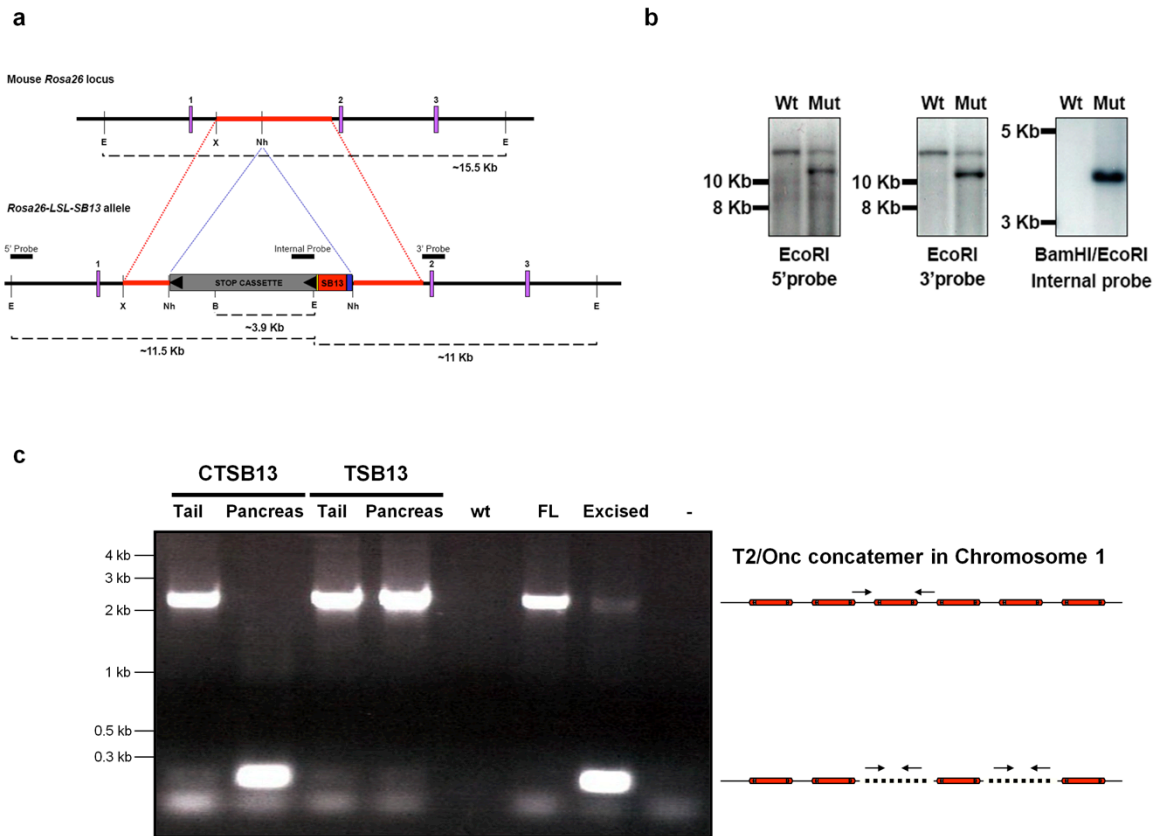 a
Mouse Rosa26 locus
1 2 3
E X Nh E
~15.5 Kb
Rosa26-LSL-SB13 allele
5' Probe Internal Probe 3' Probe
1 2 3
STOP CASSETTE SB13
E X Nh B E Nh E
~3.9 Kb
~11.5 Kb ~11 Kb
b
Wt Mut Wt Mut Wt Mut
10 Kb
8 Kb
EcoRI
5'probe
10 Kb
8 Kb
EcoRI
3'probe
5 Kb
3 Kb
BamHI/EcoRI
Internal probe
c
CTSB13 TSB13
Tail Pancreas Tail Pancreas wt FL Excised -
4 kb
3 kb
2 kb
1 kb
0.5 kb
0.3 kb
T2/Onc concatemer in Chromosome 1